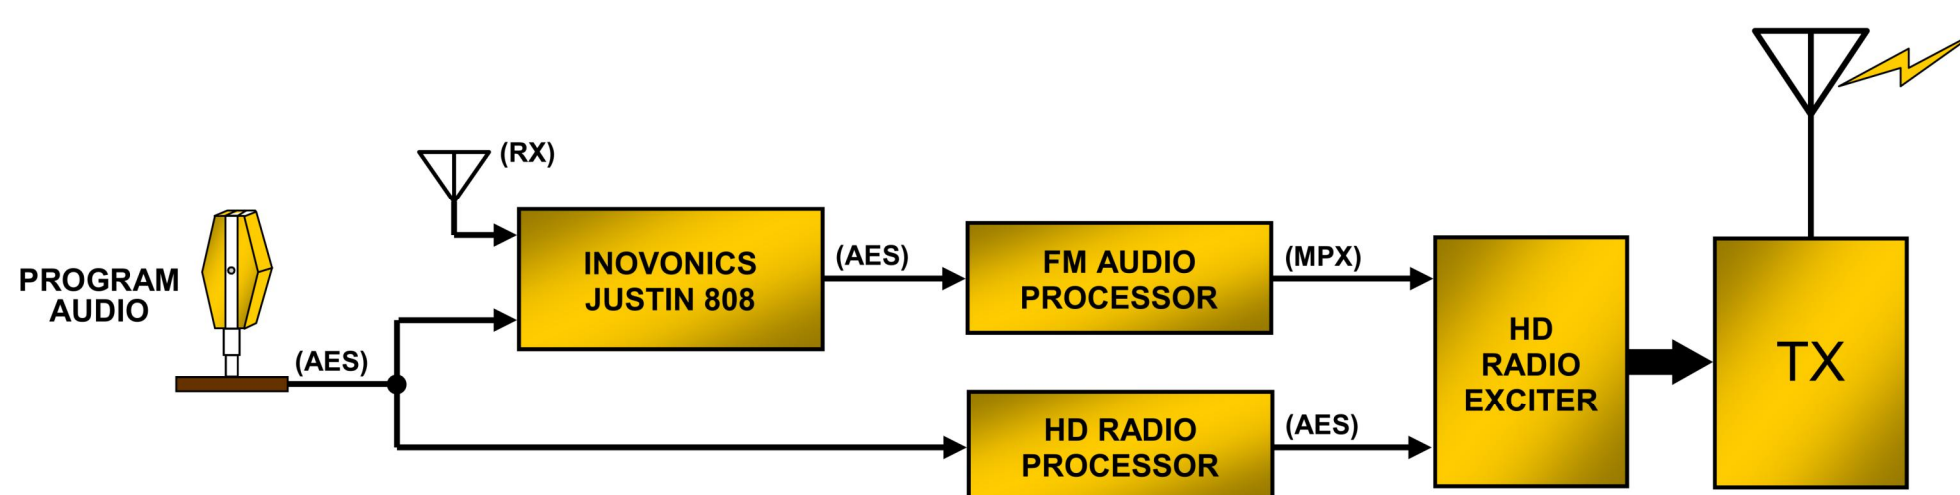 PROGRAM
AUDIO
(AES)
(RX)
INOVONICS
JUSTIN 808
(AES)
FM AUDIO
PROCESSOR
(MPX)
HD RADIO
PROCESSOR
(AES)
HD
RADIO
EXCITER
TX